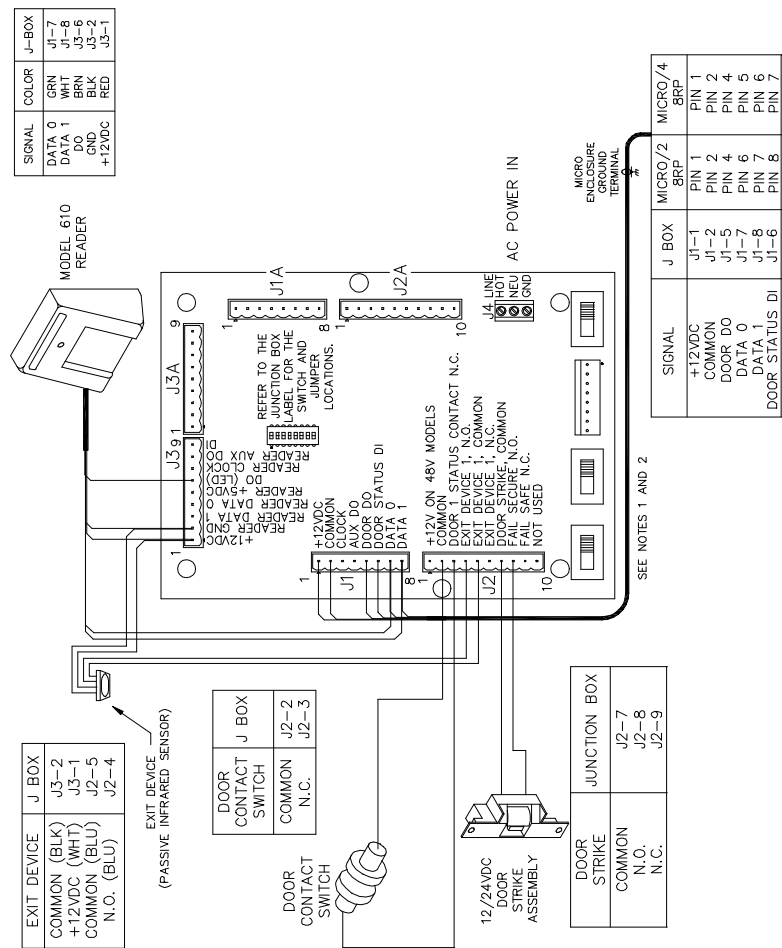 SIGNAL COLOR J-BOX
DATA 0 GRN J1-7
DATA 1 WHT J1-8
DO BRN J3-6
GND BLK J3-2
+12VDC RED J3-1
MODEL 610
READER
EXIT DEVICE J BOX
COMMON (BLK) J3-2
+12VDC (WHT) J3-1
COMMON (BLU) J2-5
N.O. (BLU) J2-4
EXIT DEVICE
(PASSIVE INFRARED SENSOR)
J3
1
9
+12VDC
READER GND
READER DATA 1
READER DATA 0
READER +5VDC
DO (LED)
READER CLOCK
READER AUX DO
DI
J3A
1
9
REFER TO THE
JUNCTION BOX
LABEL FOR THE
SWITCH AND
JUMPER
LOCATIONS.
J1A
1
8
J2A
1
10
J1
1
8
+12VDC
COMMON
CLOCK
AUX DO
DOOR DO
DOOR STATUS DI
DATA 0
DATA 1
J2
1
10
+12V ON 48V MODELS
COMMON
DOOR 1 STATUS CONTACT N.C.
EXIT DEVICE 1, N.O.
EXIT DEVICE 1, COMMON
EXIT DEVICE 1, N.C.
DOOR STRIKE, COMMON
FAIL SECURE N.O.
FAIL SAFE N.C.
NOT USED
J4 LINE
HOT
NEU
GND
AC POWER IN
DOOR
CONTACT
SWITCH
J BOX
COMMON J2-2
N.C. J2-3
DOOR
CONTACT
SWITCH
12/24VDC
DOOR
STRIKE
ASSEMBLY
DOOR
STRIKE
JUNCTION BOX
COMMON J2-7
N.O. J2-8
N.C. J2-9
SEE NOTES 1 AND 2
MICRO
ENCLOSURE
GROUND
TERMINAL
SIGNAL J BOX MICRO/2 8RP MICRO/4 8RP
+12VDC J1-1 PIN 1 PIN 1
COMMON J1-2 PIN 2 PIN 2
DOOR DO J1-5 PIN 4 PIN 4
DATA 0 J1-7 PIN 6 PIN 5
DATA 1 J1-8 PIN 7 PIN 6
DOOR STATUS DI J1-6 PIN 8 PIN 7